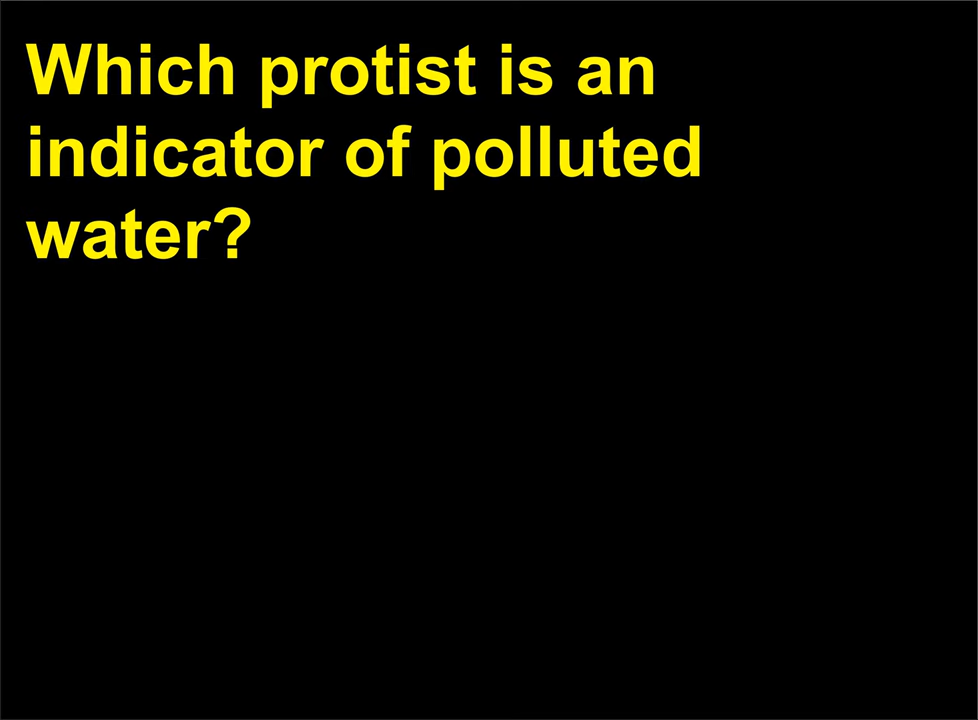 Which protist is an
indicator of polluted
water?